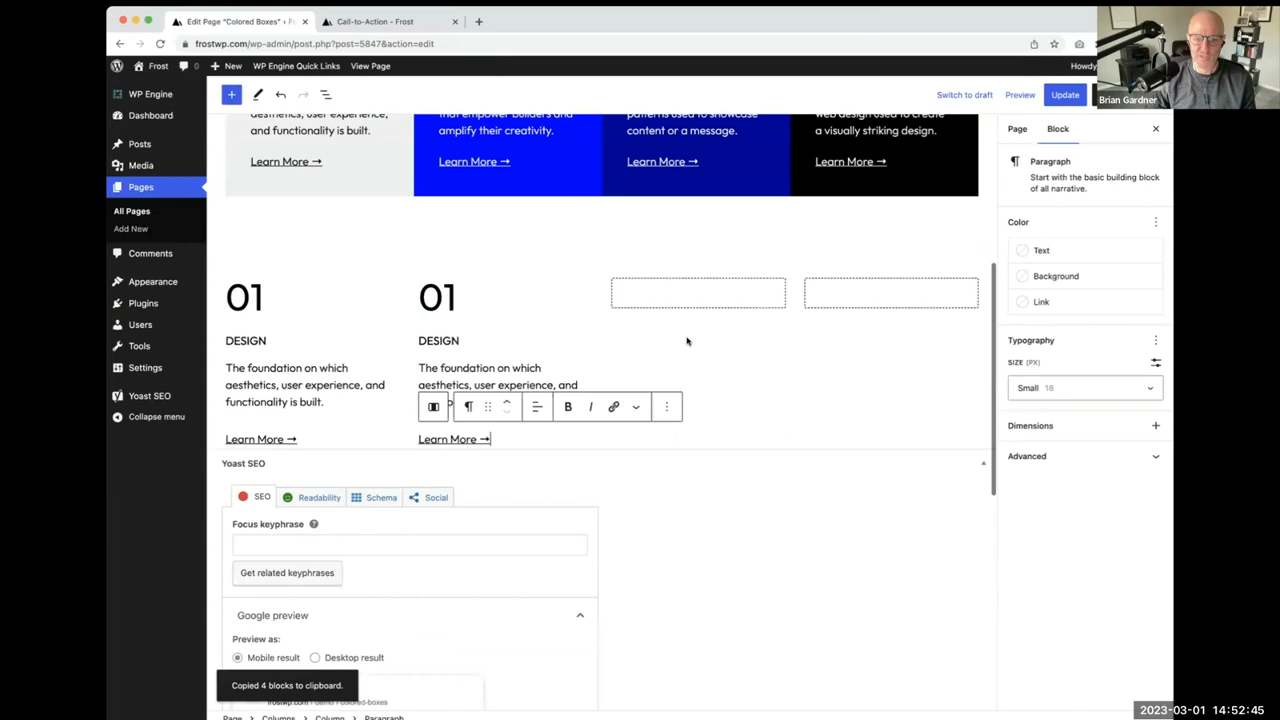 Edit Page "Colored Boxes" ‹ F
Call-to-Action - Frost
frostwp.com/wp-admin/post.php?post=5847&action=edit
Frost
0
New
WP Engine Quick Links
View Page
Howdy
Brian Gardner
WP Engine
Dashboard
Posts
Media
Pages
All Pages
Add New
Comments
Appearance
Plugins
Users
Tools
Settings
Yoast SEO
Collapse menu
Switch to draft
Preview
Update
aesthetics, user experience,
and functionality is built.
Learn More →
that empower builders and
amplify their creativity.
Learn More →
patterns used to showcase
content or a message.
Learn More →
web design used to create
a visually striking design.
Learn More →
01
DESIGN
The foundation on which
aesthetics, user experience, and
functionality is built.
Learn More →
01
DESIGN
The foundation on which
aesthetics, user experience, and
B
I
Learn More →
Yoast SEO
SEO
Readability
Schema
Social
Focus keyphrase
Get related keyphrases
Google preview
Preview as:
Mobile result
Desktop result
Copied 4 blocks to clipboard.
frostwp.com › demo › colored-boxes
Page
Columns
Column
Paragraph
Page
Block
Paragraph
Start with the basic building block
of all narrative.
Color
Text
Background
Link
Typography
SIZE (PX)
Small 18
Dimensions
Advanced
2023-03-01 14:52:45